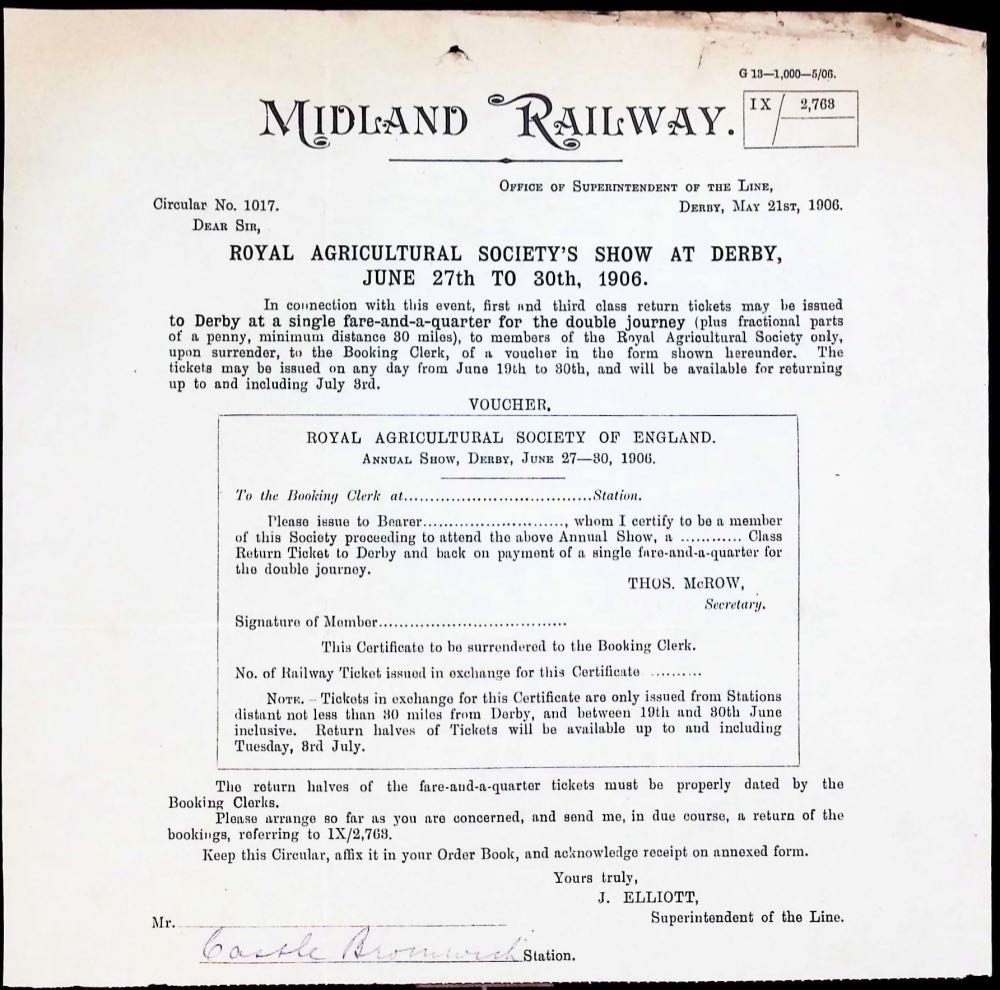 G 13—1,000—5/06.
MIDLAND RAILWAY.
IX / 2,763
OFFICE OF SUPERINTENDENT OF THE LINE,
Circular No. 1017.
DERBY, MAY 21ST, 1906.
DEAR SIR,
ROYAL AGRICULTURAL SOCIETY'S SHOW AT DERBY,
JUNE 27th TO 30th, 1906.
In connection with this event, first and third class return tickets may be issued
to Derby at a single fare-and-a-quarter for the double journey (plus fractional parts
of a penny, minimum distance 30 miles), to members of the Royal Agricultural Society only,
upon surrender, to the Booking Clerk, of a voucher in the form shown hereunder. The
tickets may be issued on any day from June 19th to 30th, and will be available for returning
up to and including July 3rd.
VOUCHER.
ROYAL AGRICULTURAL SOCIETY OF ENGLAND.
ANNUAL SHOW, DERBY, JUNE 27—30, 1906.
To the Booking Clerk at....................................Station.
Please issue to Bearer..........................., whom I certify to be a member
of this Society proceeding to attend the above Annual Show, a ............ Class
Return Ticket to Derby and back on payment of a single fare-and-a-quarter for
the double journey.
THOS. McROW,
Secretary.
Signature of Member....................................
This Certificate to be surrendered to the Booking Clerk.
No. of Railway Ticket issued in exchange for this Certificate ..........
NOTE. – Tickets in exchange for this Certificate are only issued from Stations
distant not less than 30 miles from Derby, and between 19th and 30th June
inclusive. Return halves of Tickets will be available up to and including
Tuesday, 3rd July.
The return halves of the fare-and-a-quarter tickets must be properly dated by the
Booking Clerks.
Please arrange so far as you are concerned, and send me, in due course, a return of the
bookings, referring to IX/2,763.
Keep this Circular, affix it in your Order Book, and acknowledge receipt on annexed form.
Yours truly,
J. ELLIOTT,
Superintendent of the Line.
Mr.
Castle Bromwich Station.